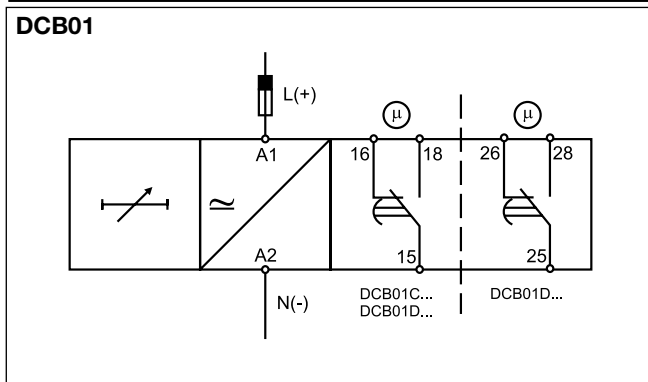 DCB01
L(+)
μ μ
A1 16 18 26 28
≃
A2 15 25
N(-) DCB01C... DCB01D...
DCB01D...